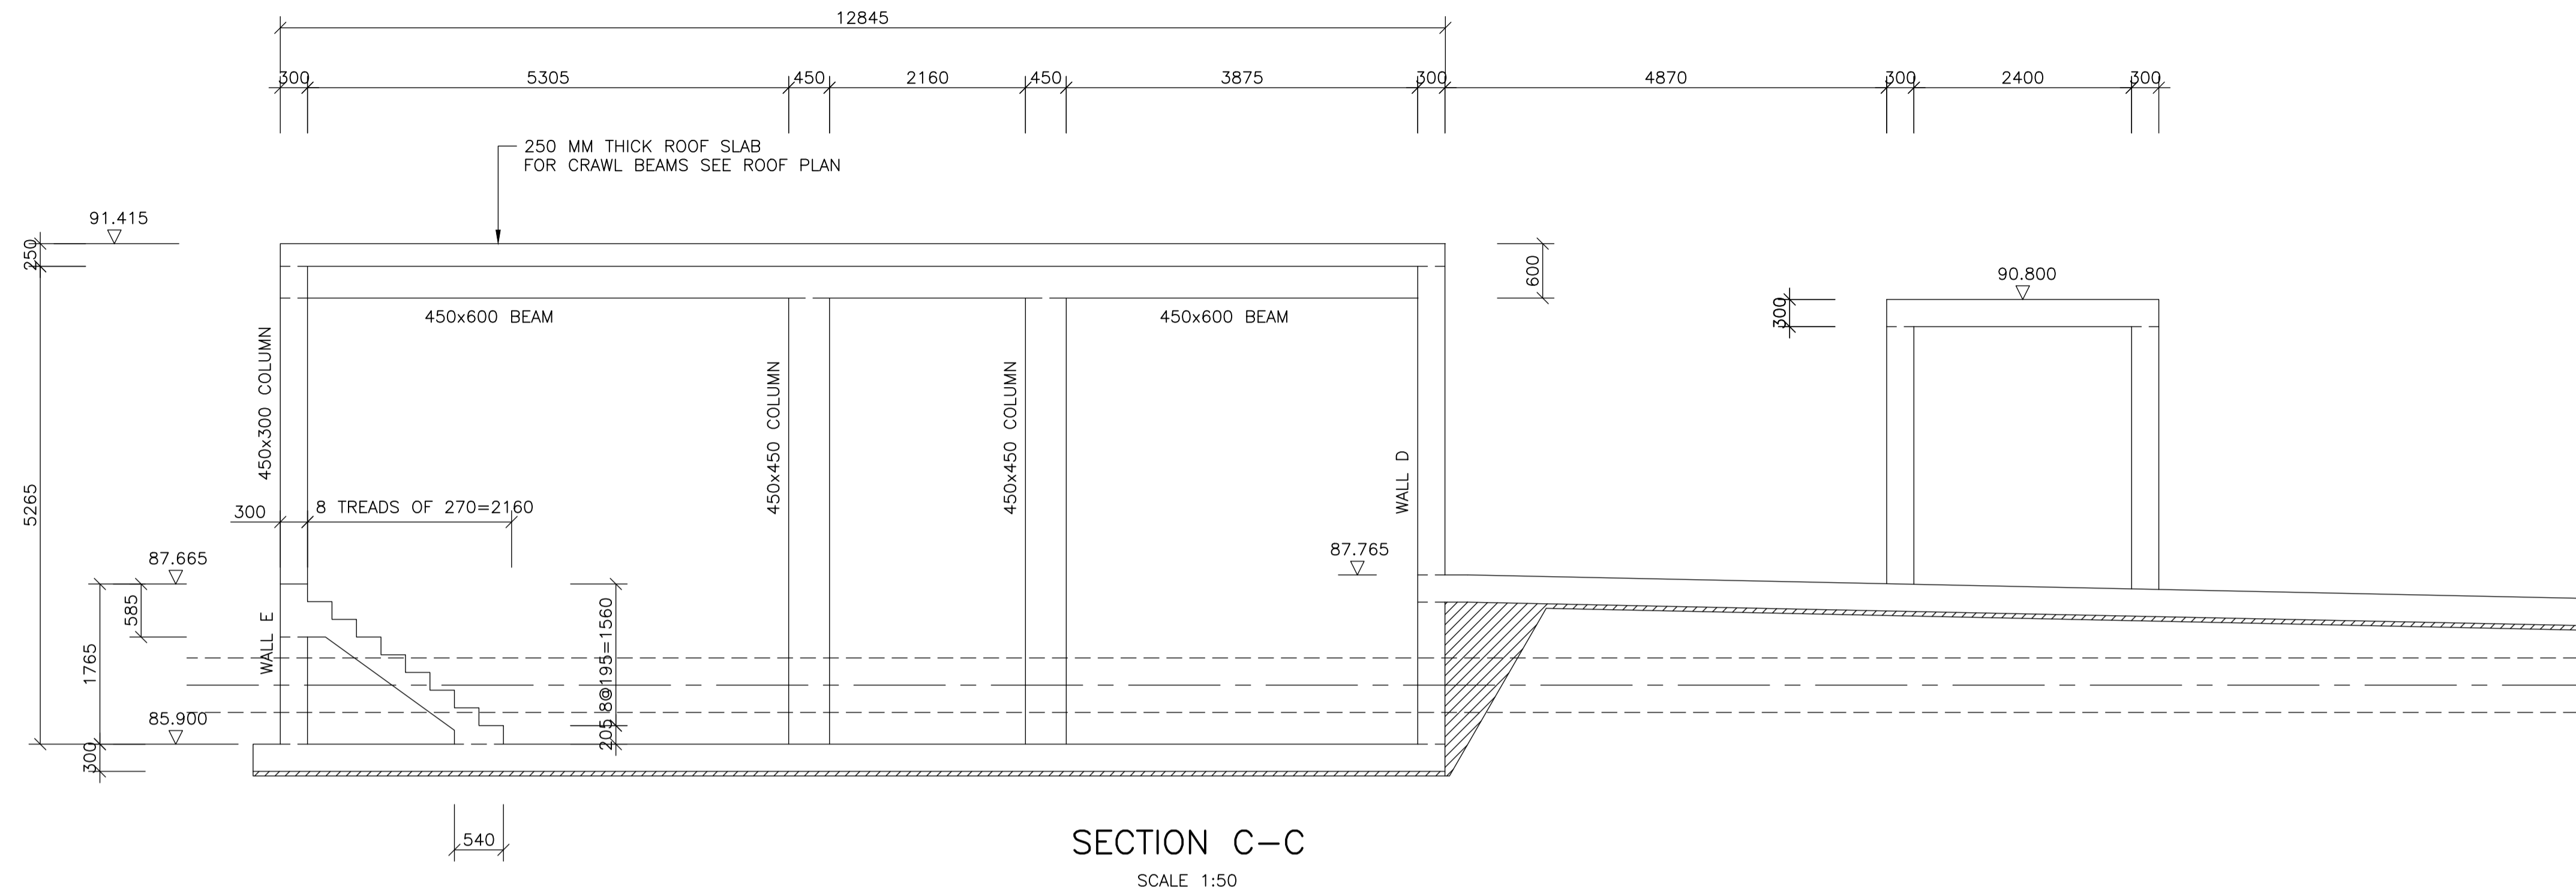 12845
300 5305 450 2160 450 3875 300 4870 300 2400 300
250 MM THICK ROOF SLAB
FOR CRAWL BEAMS SEE ROOF PLAN
91.415
250
600
90.800
300
450x600 BEAM
450x600 BEAM
450x300 COLUMN
450x450 COLUMN
450x450 COLUMN
WALL D
5265
300
8 TREADS OF 270=2160
87.765
87.665
585
1765
WALL E
8@195=1560
205
85.900
300
540
SECTION C-C
SCALE 1:50